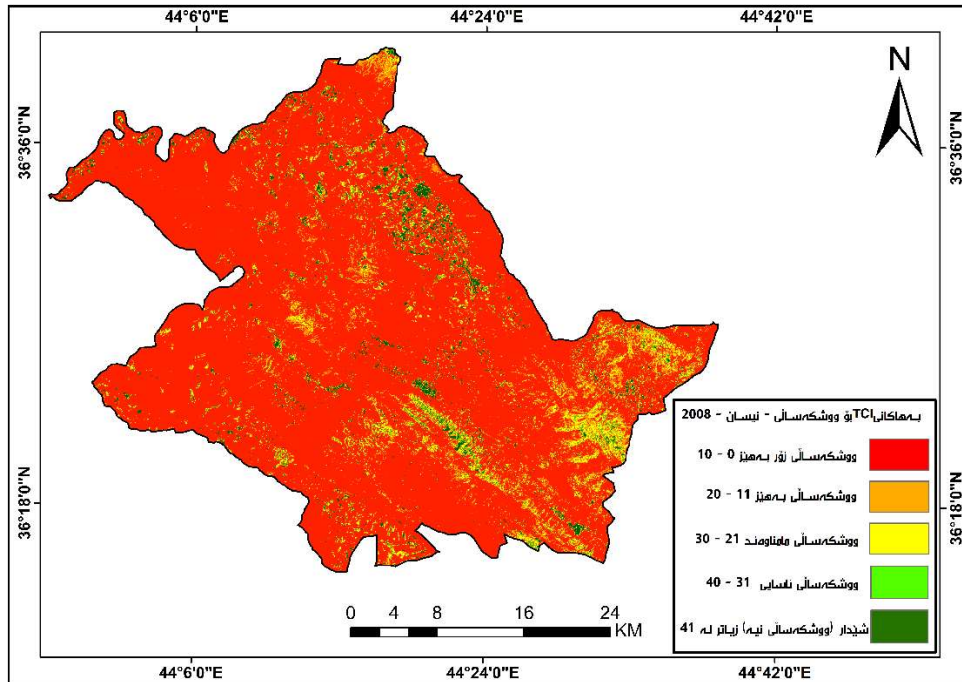 44°6'0"E 44°24'0"E 44°42'0"E
N
36°36'0"N 36°36'0"N
36°18'0"N 36°18'0"N
بەهاکانی TCI بۆ ووشکەساڵی - نیسان - 2008
ووشکەساڵی زۆر بەهێز 0 - 10
ووشکەساڵی بەهێز 11 - 20
ووشکەساڵی مامناوەند 21 - 30
ووشکەساڵی ئاسایی 31 - 40
شێدار (ووشکەساڵی نیە) زیاتر لە 41
0 4 8 16 24
KM
44°6'0"E 44°24'0"E 44°42'0"E